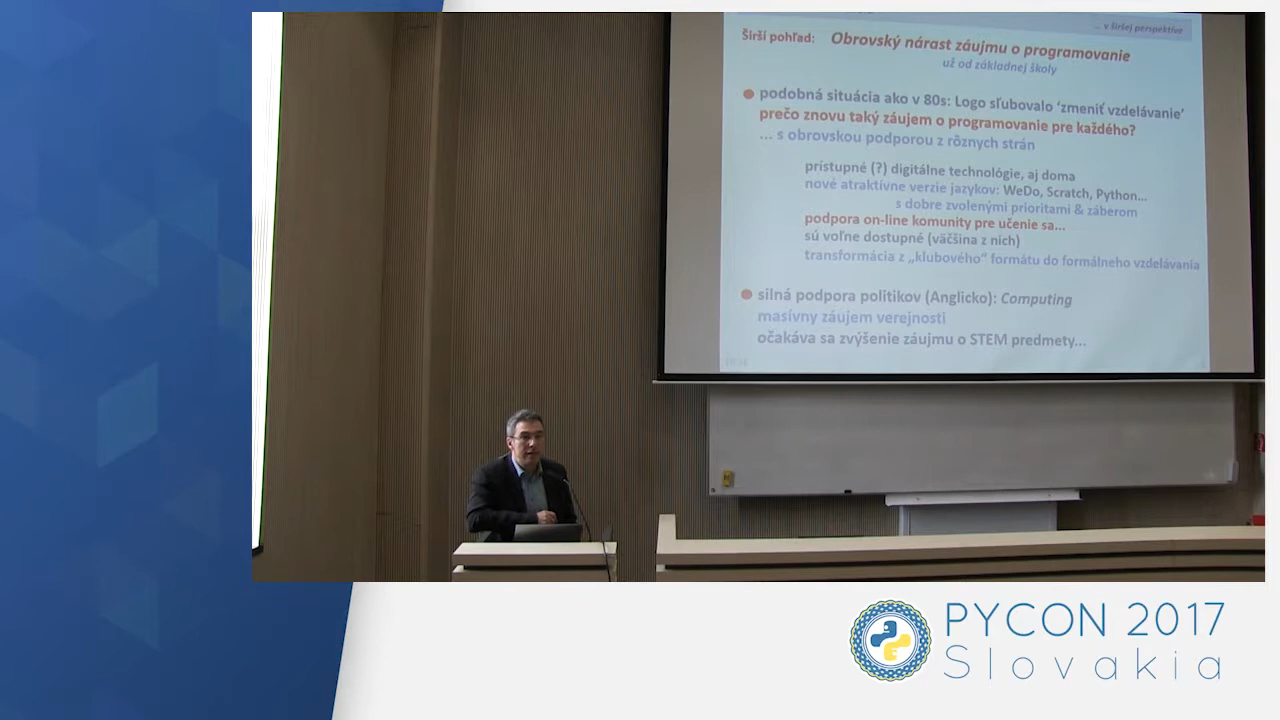 ... v širšej perspektíve
Širší pohľad: Obrovský nárast záujmu o programovanie
už od základnej školy
podobná situácia ako v 80s: Logo sľubovalo ‘zmeniť vzdelávanie’
prečo znovu taký záujem o programovanie pre každého?
... s obrovskou podporou z rôznych strán
prístupné (?) digitálne technológie, aj doma
nové atraktívne verzie jazykov: WeDo, Scratch, Python...
s dobre zvolenými prioritami & záberom
podpora on-line komunity pre učenie sa...
sú voľne dostupné (väčšina z nich)
transformácia z „klubového“ formátu do formálneho vzdelávania
silná podpora politikov (Anglicko): Computing
masívny záujem verejnosti
očakáva sa zvýšenie záujmu o STEM predmety...
PYCON 2017
Slovakia